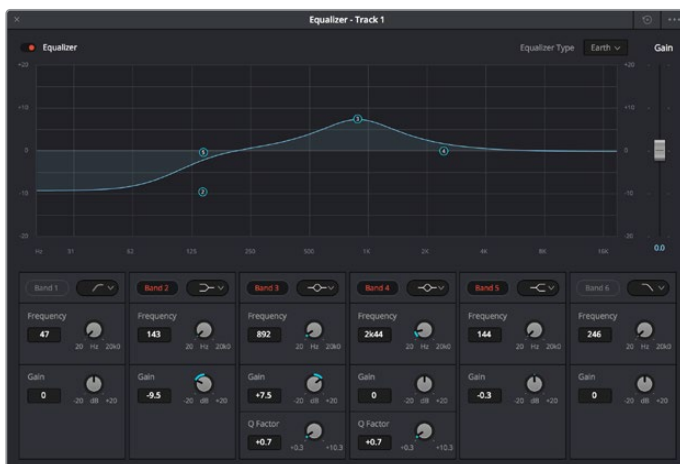 Equalizer - Track 1
Equalizer
Equalizer Type
Earth
Gain
+20
+20
+10
+10
0
0
-10
-10
-20
-20
Hz 31 62 125 250 500 1K 2K 4K 8K 16K
5
3
4
2
0.0
Band 1
Band 2
Band 3
Band 4
Band 5
Band 6
Frequency Frequency Frequency Frequency Frequency Frequency
47 143 892 2k44 144 246
20 Hz 20k0 20 Hz 20k0 20 Hz 20k0 20 Hz 20k0 20 Hz 20k0 20 Hz 20k0
Gain Gain Gain Gain Gain Gain
0 -9.5 +7.5 0 -0.3 0
-20 dB +20 -20 dB +20 -20 dB +20 -20 dB +20 -20 dB +20 -20 dB +20
Q Factor Q Factor
+0.7 +0.7
+0.3 +10.3 +0.3 +10.3